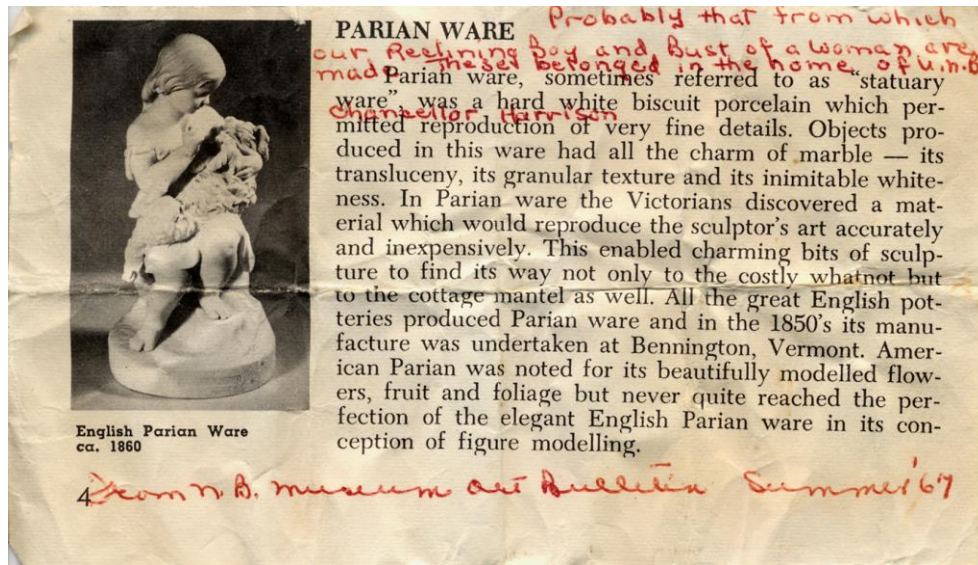 PARIAN WARE
Probably that from which
our Reclining Boy and Bust of a woman are
made. These belonged in the home of U.N.B
Chancellor Harrison
Parian ware, sometimes referred to as “statuary
ware”, was a hard white biscuit porcelain which per-
mitted reproduction of very fine details. Objects pro-
duced in this ware had all the charm of marble — its
transluceny, its granular texture and its inimitable white-
ness. In Parian ware the Victorians discovered a mat-
erial which would reproduce the sculptor's art accurately
and inexpensively. This enabled charming bits of sculp-
ture to find its way not only to the costly whatnot but
to the cottage mantel as well. All the great English pot-
teries produced Parian ware and in the 1850's its manu-
facture was undertaken at Bennington, Vermont. Amer-
ican Parian was noted for its beautifully modelled flow-
ers, fruit and foliage but never quite reached the per-
fection of the elegant English Parian ware in its con-
ception of figure modelling.
English Parian Ware
ca. 1860
4
From N.B. museum art Bulletin Summer '67